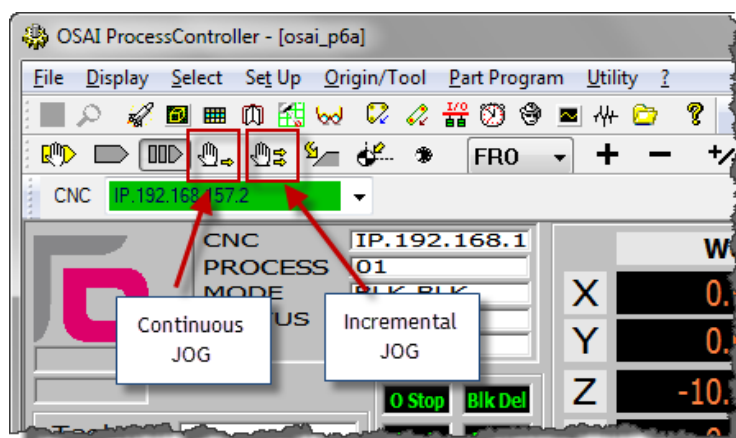 OSAI ProcessController - [osai_p6a]
File Display Select Set Up Origin/Tool Part Program Utility ?
I/O
FRO
CNC IP.192.168.157.2
CNC IP.192.168.1
PROCESS 01
MODE BLK BLK
Continuous JOG
Incremental JOG
X 0.
Y 0.
Z -10.
O Stop Blk Del